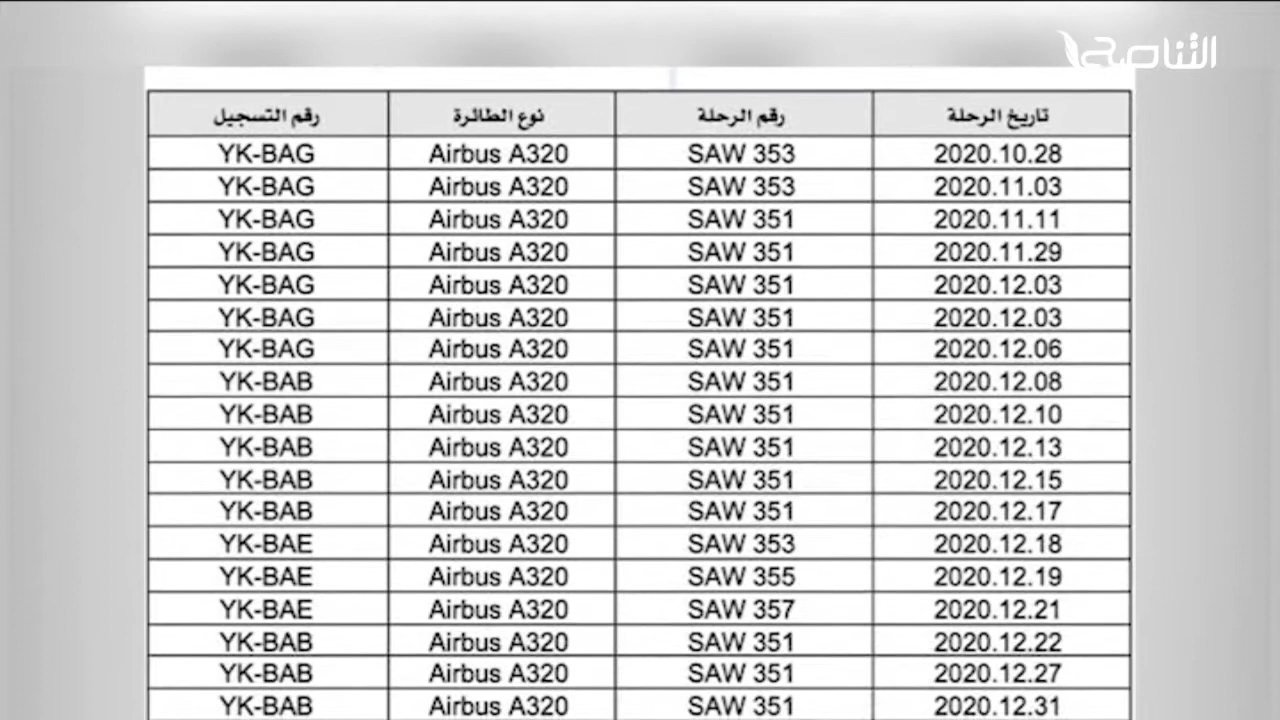 الثناصح
تاريخ الرحلة رقم الرحلة نوع الطائرة رقم التسجيل
2020.10.28 SAW 353 Airbus A320 YK-BAG
2020.11.03 SAW 353 Airbus A320 YK-BAG
2020.11.11 SAW 351 Airbus A320 YK-BAG
2020.11.29 SAW 351 Airbus A320 YK-BAG
2020.12.03 SAW 351 Airbus A320 YK-BAG
2020.12.03 SAW 351 Airbus A320 YK-BAG
2020.12.06 SAW 351 Airbus A320 YK-BAG
2020.12.08 SAW 351 Airbus A320 YK-BAB
2020.12.10 SAW 351 Airbus A320 YK-BAB
2020.12.13 SAW 351 Airbus A320 YK-BAB
2020.12.15 SAW 351 Airbus A320 YK-BAB
2020.12.17 SAW 351 Airbus A320 YK-BAB
2020.12.18 SAW 353 Airbus A320 YK-BAE
2020.12.19 SAW 355 Airbus A320 YK-BAE
2020.12.21 SAW 357 Airbus A320 YK-BAE
2020.12.22 SAW 351 Airbus A320 YK-BAB
2020.12.27 SAW 351 Airbus A320 YK-BAB
2020.12.31 SAW 351 Airbus A320 YK-BAB